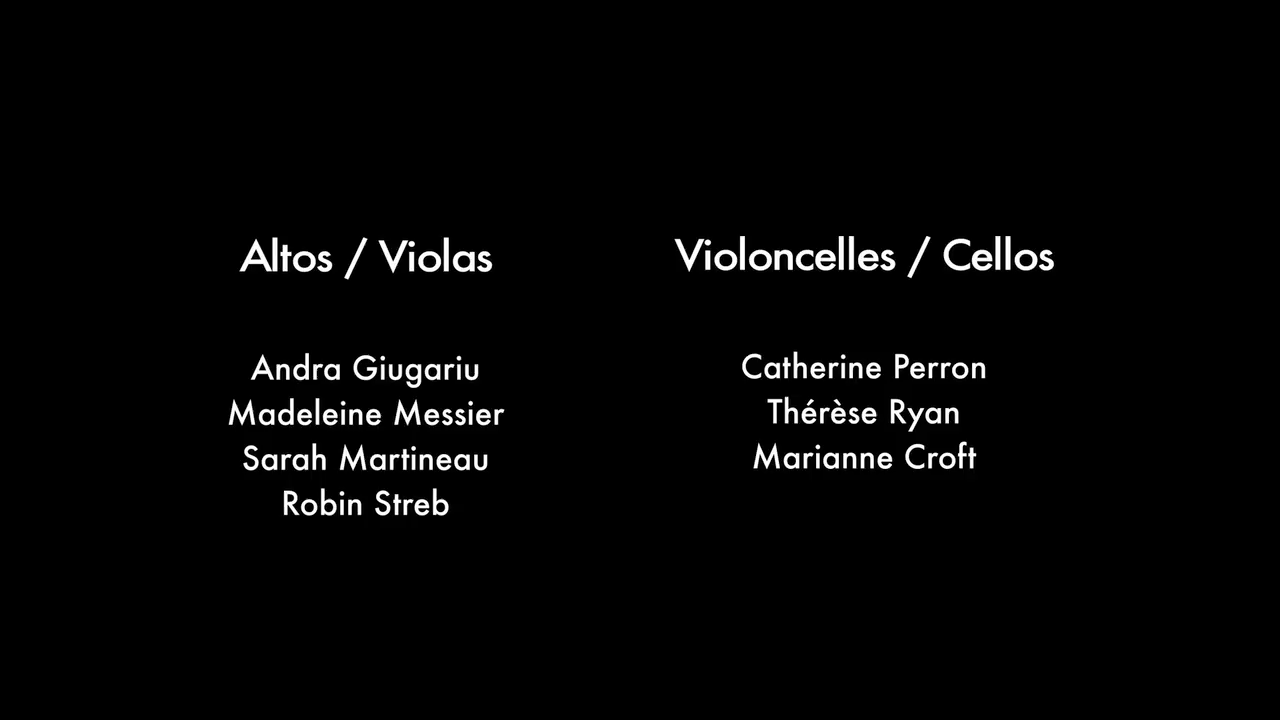 Altos / Violas
Andra Giugariu
Madeleine Messier
Sarah Martineau
Robin Streb
Violoncelles / Cellos
Catherine Perron
Thérèse Ryan
Marianne Croft